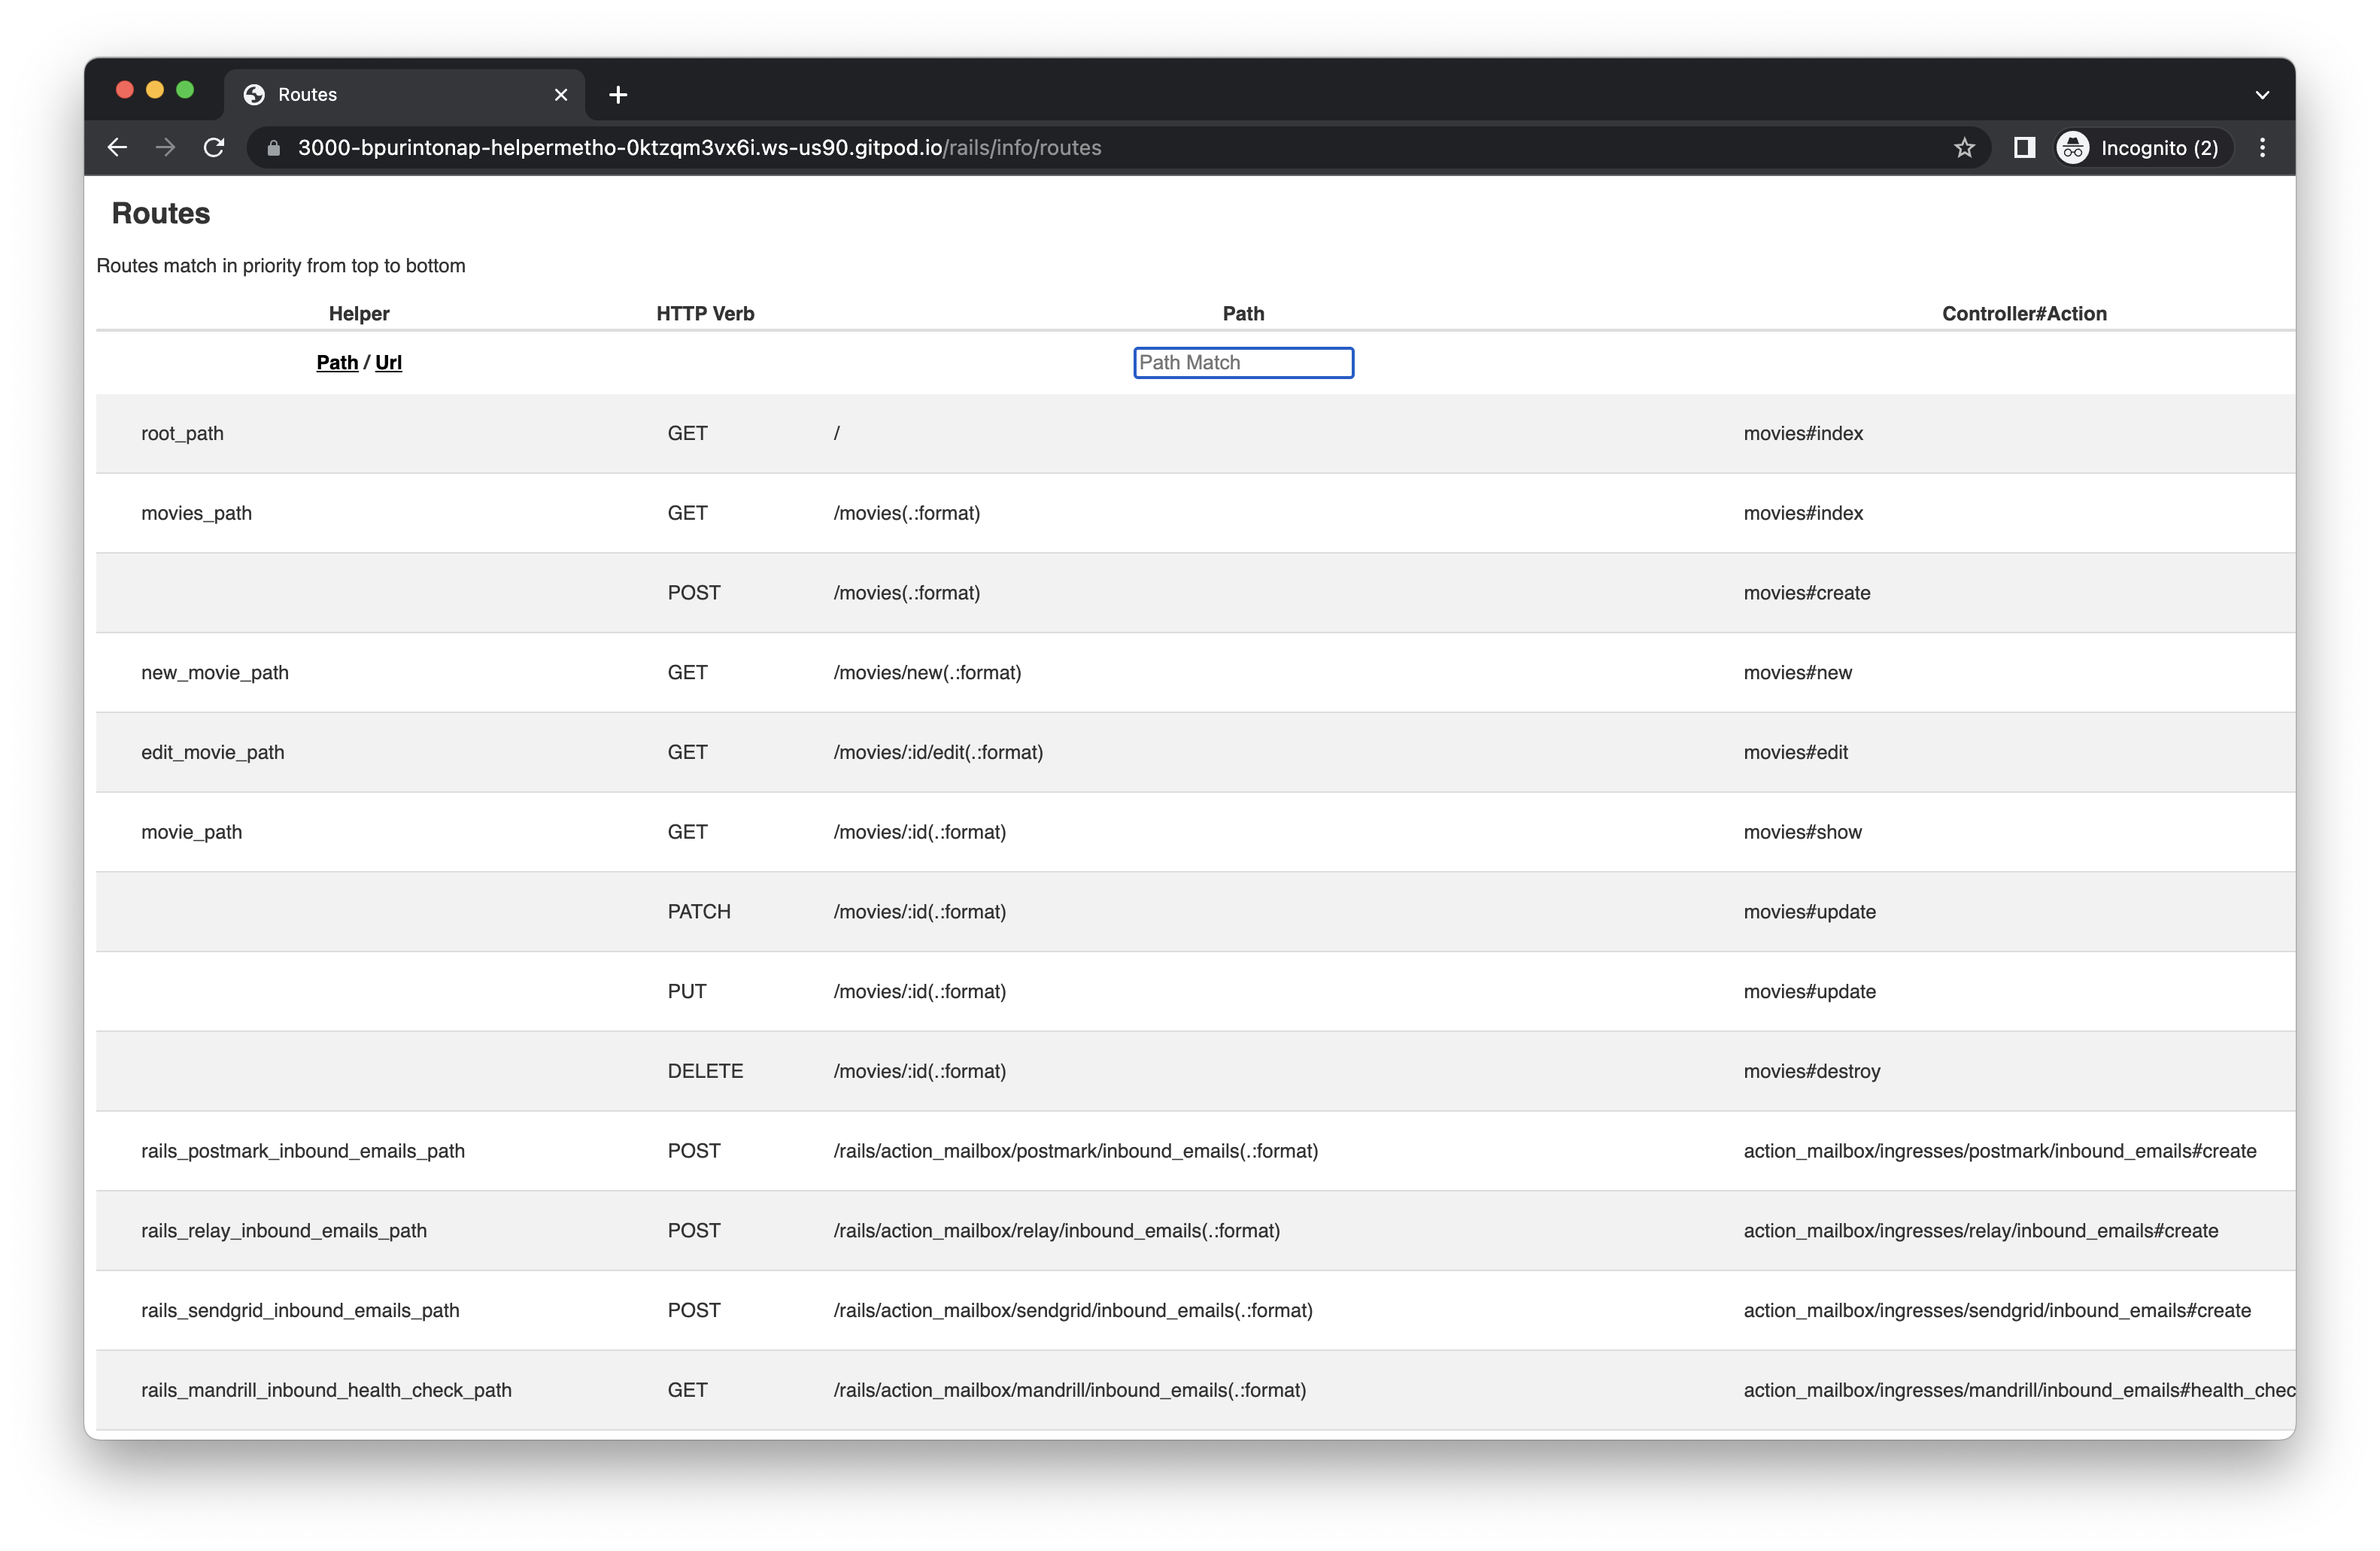 Routes
3000-bpurintonap-helpermetho-0ktzqm3vx6i.ws-us90.gitpod.io/rails/info/routes
Incognito (2)
Routes
Routes match in priority from top to bottom
Helper HTTP Verb Path Controller#Action
Path / Url Path Match
root_path GET / movies#index
movies_path GET /movies(.:format) movies#index
POST /movies(.:format) movies#create
new_movie_path GET /movies/new(.:format) movies#new
edit_movie_path GET /movies/:id/edit(.:format) movies#edit
movie_path GET /movies/:id(.:format) movies#show
PATCH /movies/:id(.:format) movies#update
PUT /movies/:id(.:format) movies#update
DELETE /movies/:id(.:format) movies#destroy
rails_postmark_inbound_emails_path POST /rails/action_mailbox/postmark/inbound_emails(.:format) action_mailbox/ingresses/postmark/inbound_emails#create
rails_relay_inbound_emails_path POST /rails/action_mailbox/relay/inbound_emails(.:format) action_mailbox/ingresses/relay/inbound_emails#create
rails_sendgrid_inbound_emails_path POST /rails/action_mailbox/sendgrid/inbound_emails(.:format) action_mailbox/ingresses/sendgrid/inbound_emails#create
rails_mandrill_inbound_health_check_path GET /rails/action_mailbox/mandrill/inbound_emails(.:format) action_mailbox/ingresses/mandrill/inbound_emails#health_chec